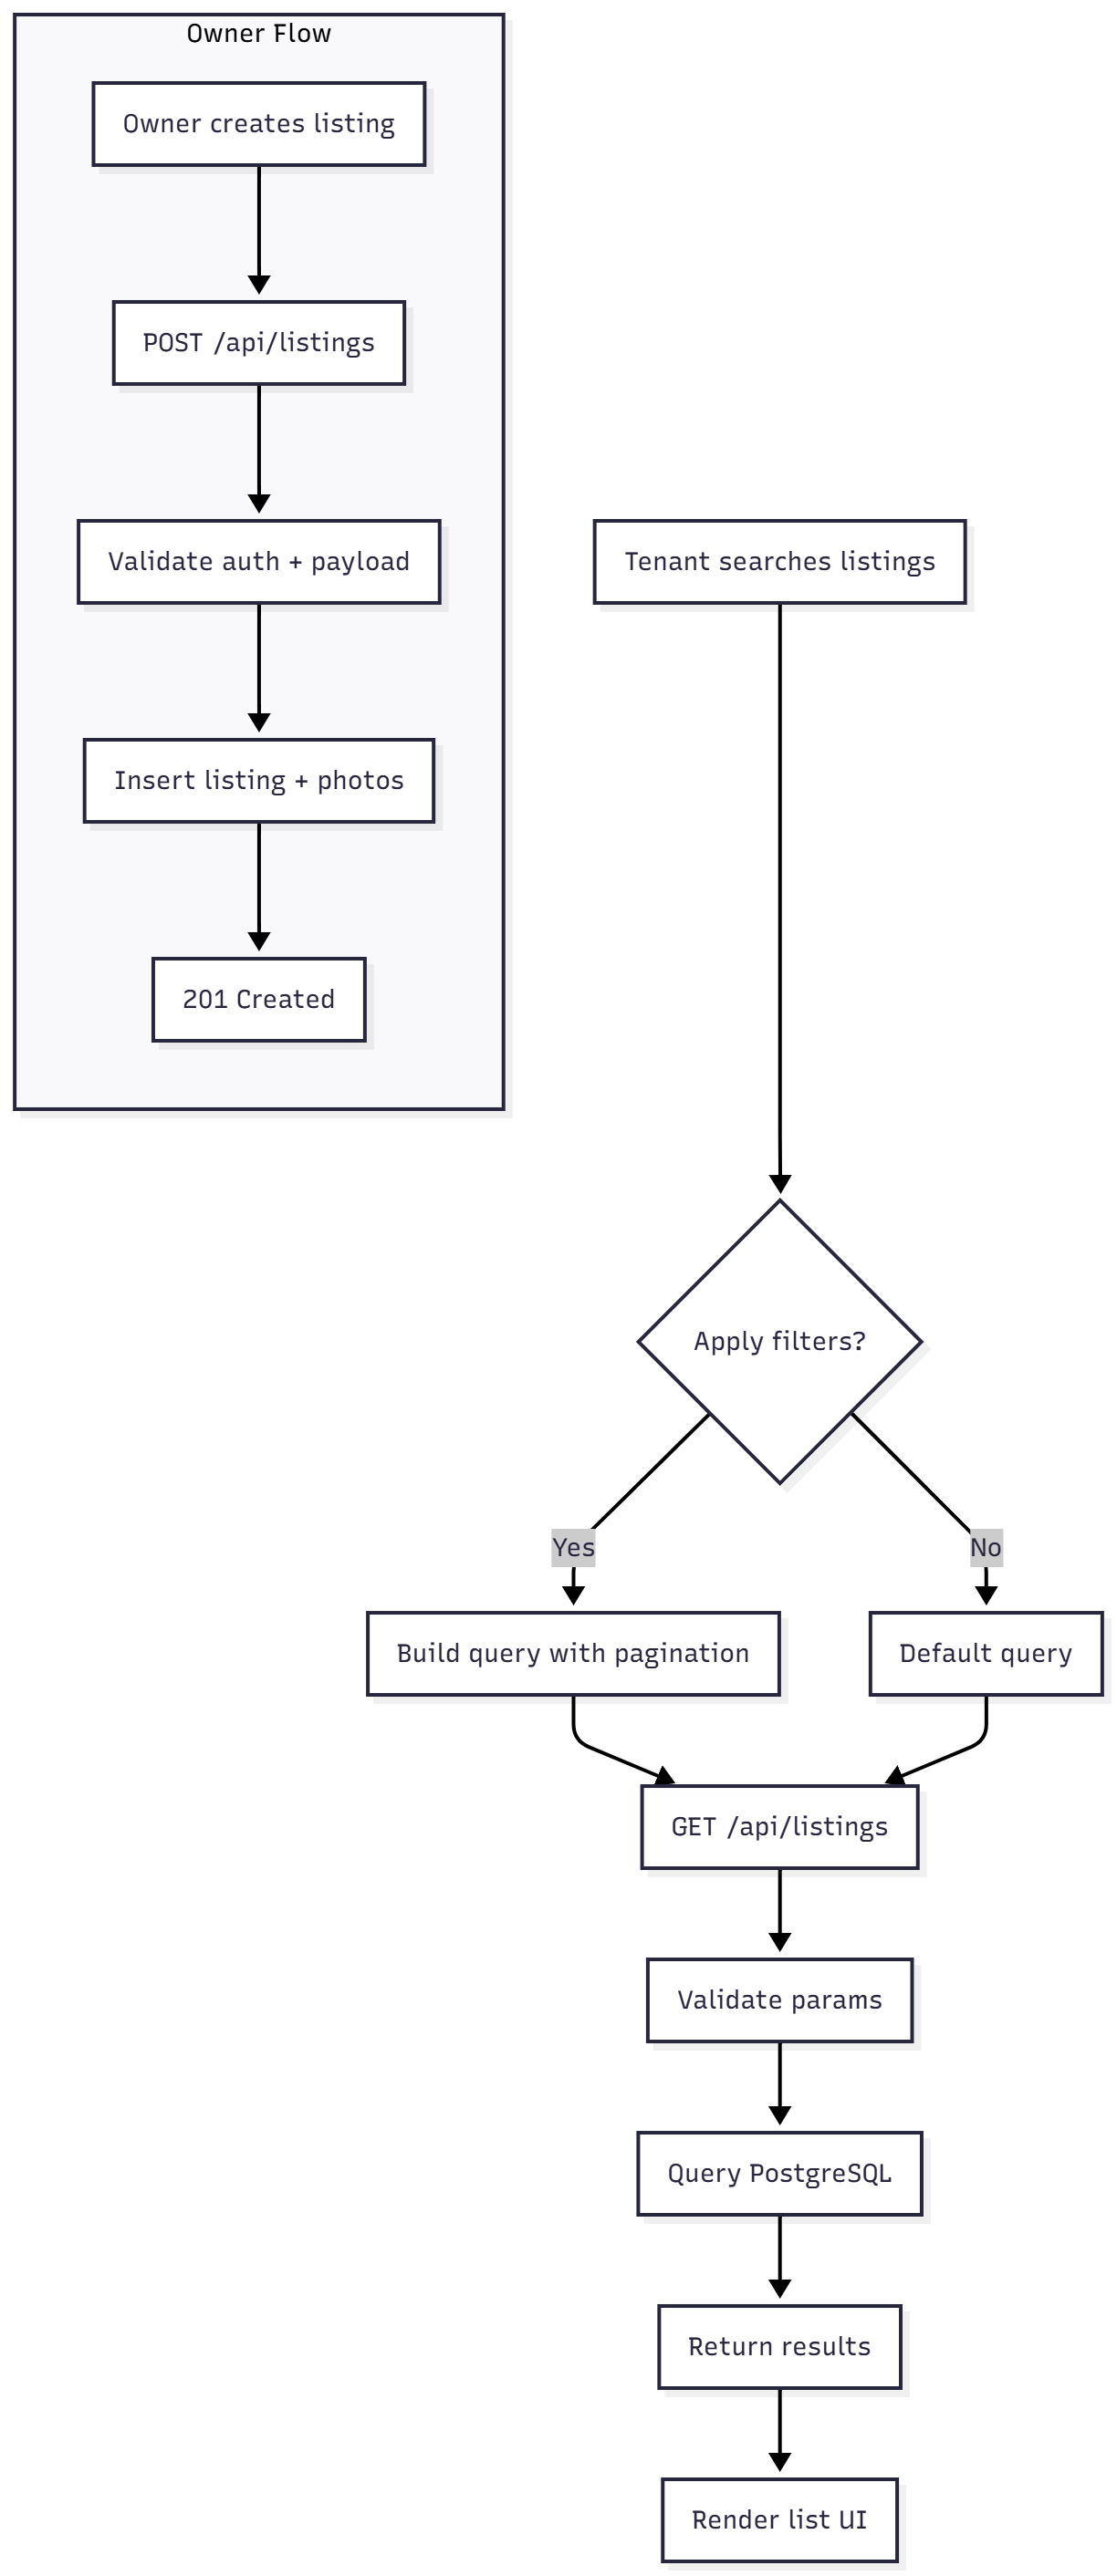 Owner Flow
Owner creates listing
POST /api/listings
Validate auth + payload
Insert listing + photos
201 Created
Tenant searches listings
Apply filters?
Yes
No
Build query with pagination
Default query
GET /api/listings
Validate params
Query PostgreSQL
Return results
Render list UI